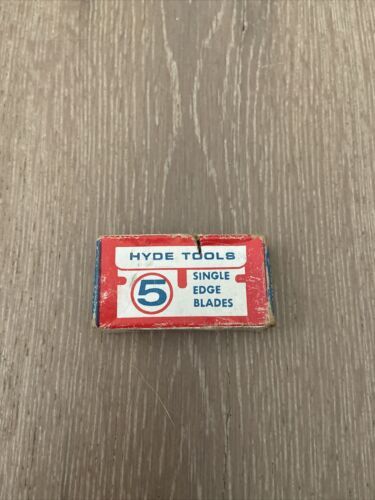 HYDE TOOLS
5
SINGLE
EDGE
BLADES